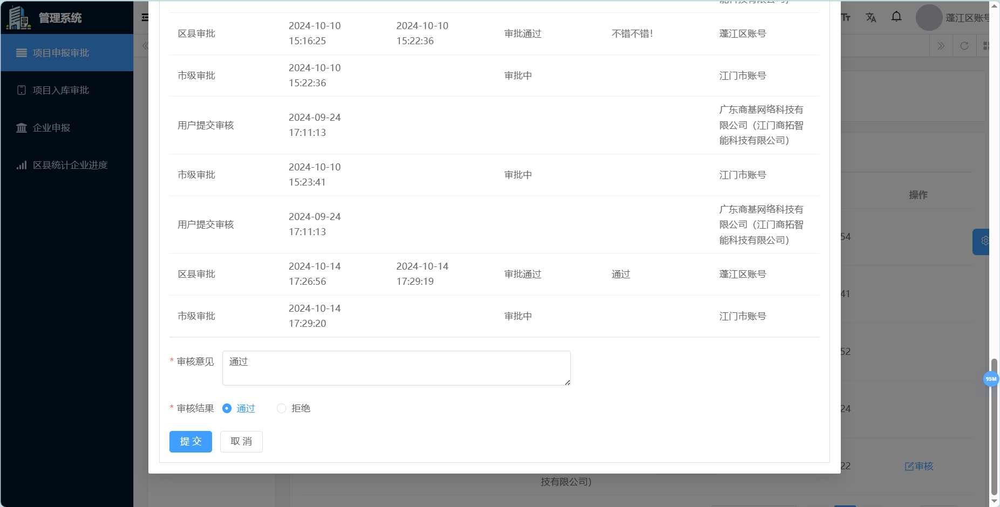 管理系统
项目申报审批
项目入库审批
企业申报
区县统计企业进度
蓬江区账号
能科技有限公司）
区县审批
2024-10-10
15:16:25
2024-10-10
15:22:36
审批通过
不错不错！
蓬江区账号
市级审批
2024-10-10
15:22:36
审批中
江门市账号
用户提交审核
2024-09-24
17:11:13
广东商基网络科技有
限公司（江门商拓智
能科技有限公司）
市级审批
2024-10-10
15:23:41
审批中
江门市账号
用户提交审核
2024-09-24
17:11:13
广东商基网络科技有
限公司（江门商拓智
能科技有限公司）
区县审批
2024-10-14
17:26:56
2024-10-14
17:29:19
审批通过
通过
蓬江区账号
市级审批
2024-10-14
17:29:20
审批中
江门市账号
* 审核意见
通过
* 审核结果
通过
拒绝
提 交
取 消
操作
54
41
52
24
22
审核
技有限公司）
95M